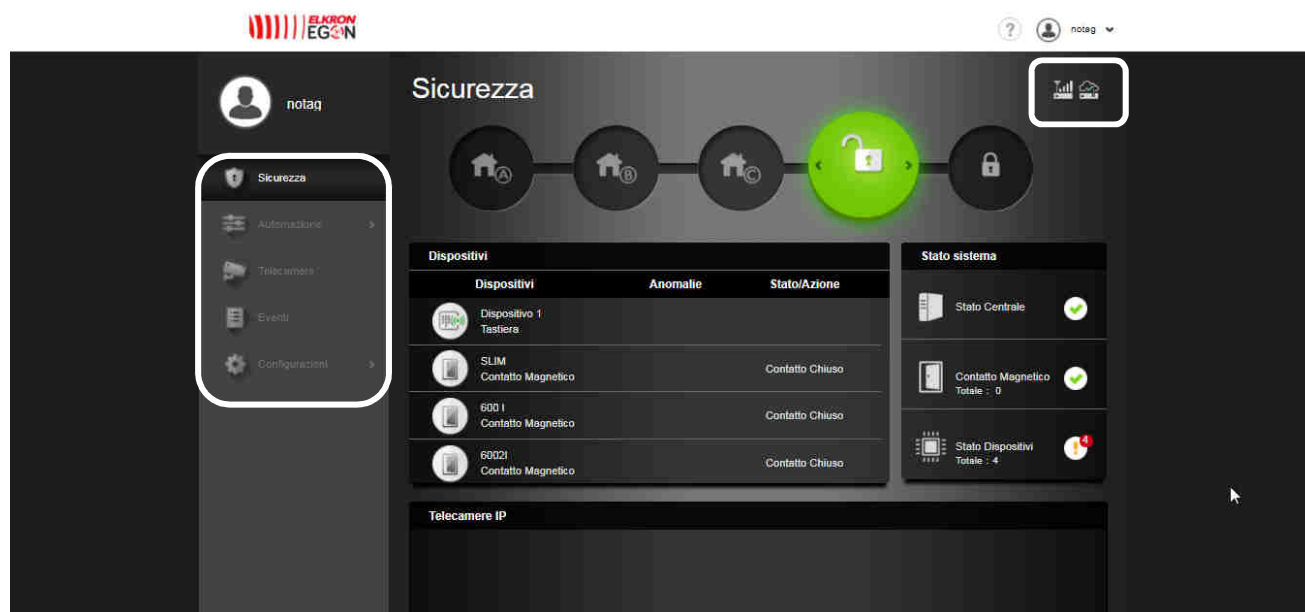 ELKRON
EGON
?
notag
notag
Sicurezza
Sicurezza
Automazione
Telecamere
Eventi
Configurazioni
A
B
C
Dispositivi
Dispositivi Anomalie Stato/Azione
Dispositivo 1
Tastiera
SLIM
Contatto Magnetico
Contatto Chiuso
600 I
Contatto Magnetico
Contatto Chiuso
6002I
Contatto Magnetico
Contatto Chiuso
Stato sistema
Stato Centrale
Contatto Magnetico
Totale : 0
Stato Dispositivi
Totale : 4
!
4
Telecamere IP